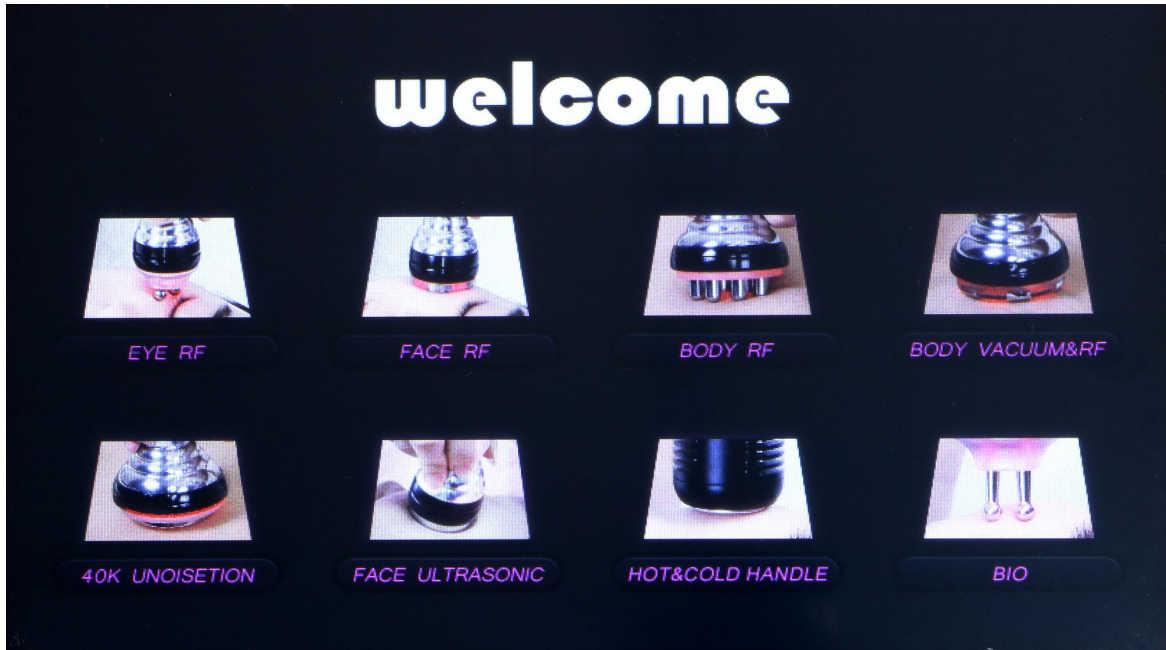 welcome
EYE RF
FACE RF
BODY RF
BODY VACUUM&RF
40K UNOISETION
FACE ULTRASONIC
HOT&COLD HANDLE
BIO